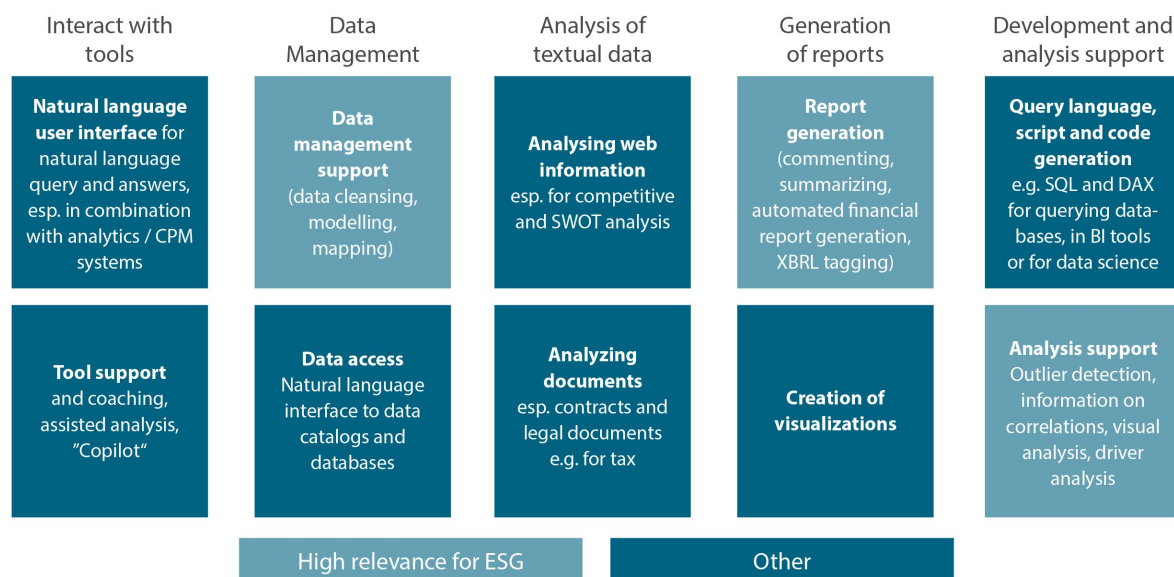 Interact with
tools
Data
Management
Analysis of
textual data
Generation
of reports
Development and
analysis support
Natural language
user interface for
natural language
query and answers,
esp. in combination
with analytics / CPM
systems
Data
management
support
(data cleansing,
modelling,
mapping)
Analysing web
information
esp. for competitive
and SWOT analysis
Report
generation
(commenting,
summarizing,
automated financial
report generation,
XBRL tagging)
Query language,
script and code
generation
e.g. SQL and DAX
for querying data-
bases, in BI tools
or for data science
Tool support
and coaching,
assisted analysis,
”Copilot“
Data access
Natural language
interface to data
catalogs and
databases
Analyzing
documents
esp. contracts and
legal documents
e.g. for tax
Creation of
visualizations
Analysis support
Outlier detection,
information on
correlations, visual
analysis, driver
analysis
High relevance for ESG
Other